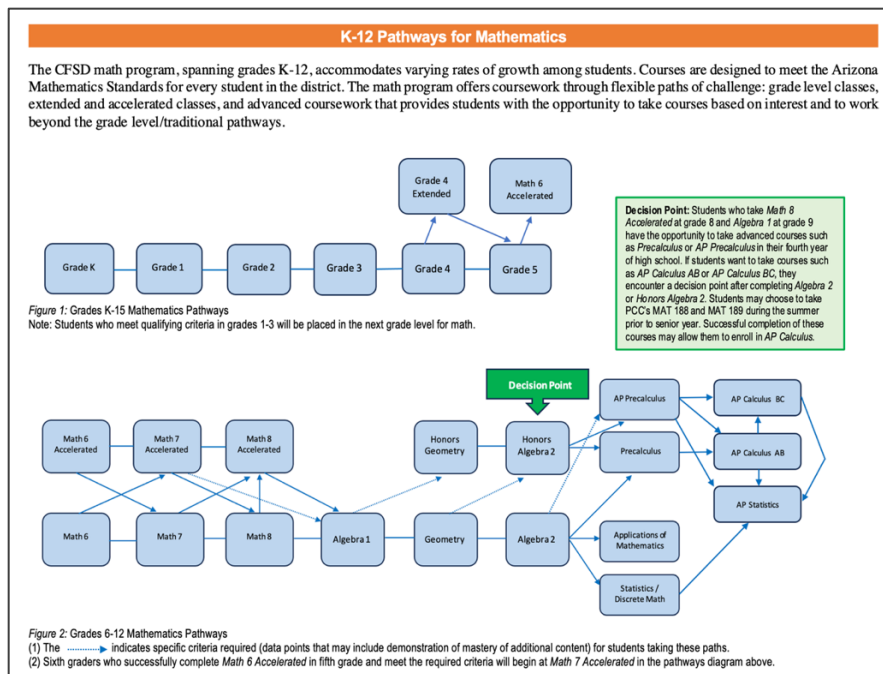 K-12 Pathways for Mathematics
The CFSD math program, spanning grades K-12, accommodates varying rates of growth among students. Courses are designed to meet the Arizona
Mathematics Standards for every student in the district. The math program offers coursework through flexible paths of challenge: grade level classes,
extended and accelerated classes, and advanced coursework that provides students with the opportunity to take courses based on interest and to work
beyond the grade level/traditional pathways.
Grade 4
Extended
Math 6
Accelerated
Grade K
Grade 1
Grade 2
Grade 3
Grade 4
Grade 5
Decision Point: Students who take Math 8
Accelerated at grade 8 and Algebra 1 at grade 9
have the opportunity to take advanced courses such
as Precalculus or AP Precalculus in their fourth year
of high school. If students want to take courses such
as AP Calculus AB or AP Calculus BC, they
encounter a decision point after completing Algebra 2
or Honors Algebra 2. Students may choose to take
PCC's MAT 188 and MAT 189 during the summer
prior to senior year. Successful completion of these
courses may allow them to enroll in AP Calculus.
Figure 1: Grades K-15 Mathematics Pathways
Note: Students who meet qualifying criteria in grades 1-3 will be placed in the next grade level for math.
Decision Point
Math 6
Accelerated
Math 7
Accelerated
Math 8
Accelerated
Honors
Geometry
Honors
Algebra 2
AP Precalculus
AP Calculus BC
Precalculus
AP Calculus AB
AP Statistics
Math 6
Math 7
Math 8
Algebra 1
Geometry
Algebra 2
Applications of
Mathematics
Statistics /
Discrete Math
Figure 2: Grades 6-12 Mathematics Pathways
(1) The indicates specific criteria required (data points that may include demonstration of mastery of additional content) for students taking these paths.
(2) Sixth graders who successfully complete Math 6 Accelerated in fifth grade and meet the required criteria will begin at Math 7 Accelerated in the pathways diagram above.